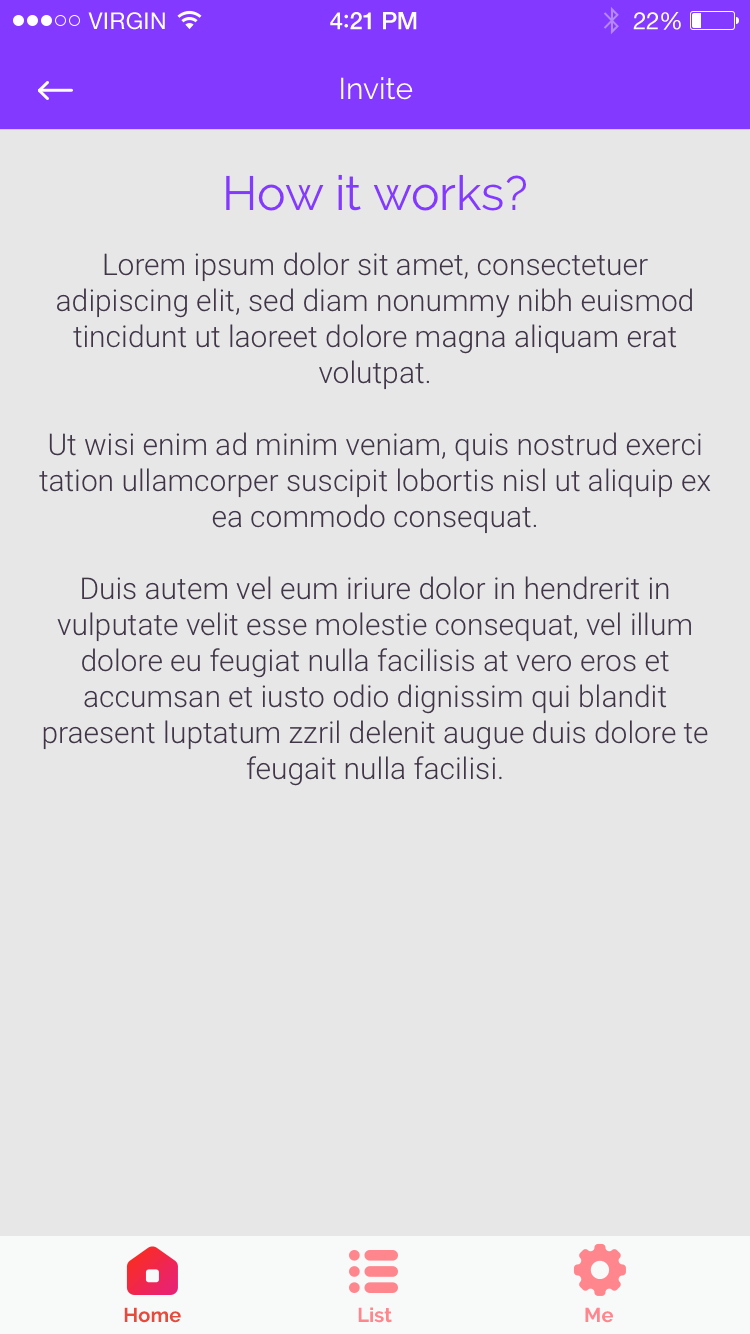 VIRGIN 4:21 PM 22%
Invite
How it works?
Lorem ipsum dolor sit amet, consectetuer
adipiscing elit, sed diam nonummy nibh euismod
tincidunt ut laoreet dolore magna aliquam erat
volutpat.
Ut wisi enim ad minim veniam, quis nostrud exerci
tation ullamcorper suscipit lobortis nisl ut aliquip ex
ea commodo consequat.
Duis autem vel eum iriure dolor in hendrerit in
vulputate velit esse molestie consequat, vel illum
dolore eu feugiat nulla facilisis at vero eros et
accumsan et iusto odio dignissim qui blandit
praesent luptatum zzril delenit augue duis dolore te
feugait nulla facilisi.
Home List Me